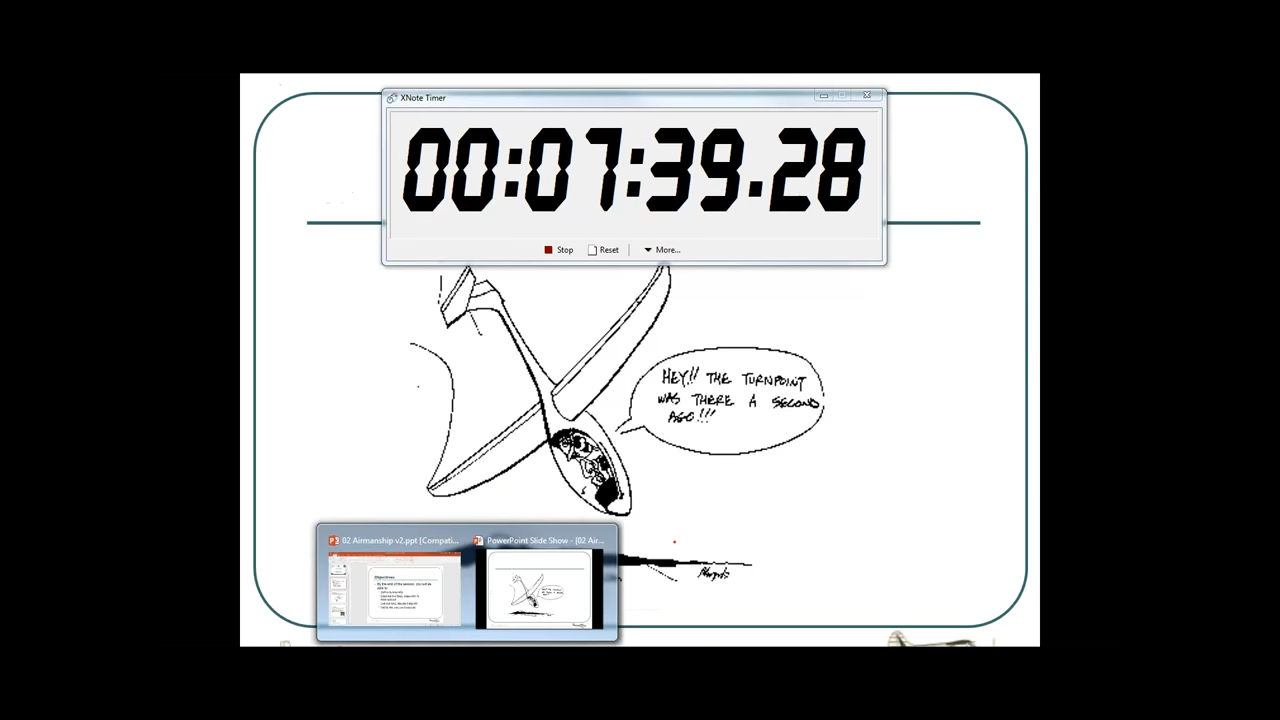 XNote Timer
00:07:39.28
Stop Reset More...
HEY!! THE TURNPOINT
WAS THERE A SECOND
AGO!!!
02 Airmanship v2.ppt [Compati... PowerPoint Slide Show - [02 Air...
Objectives